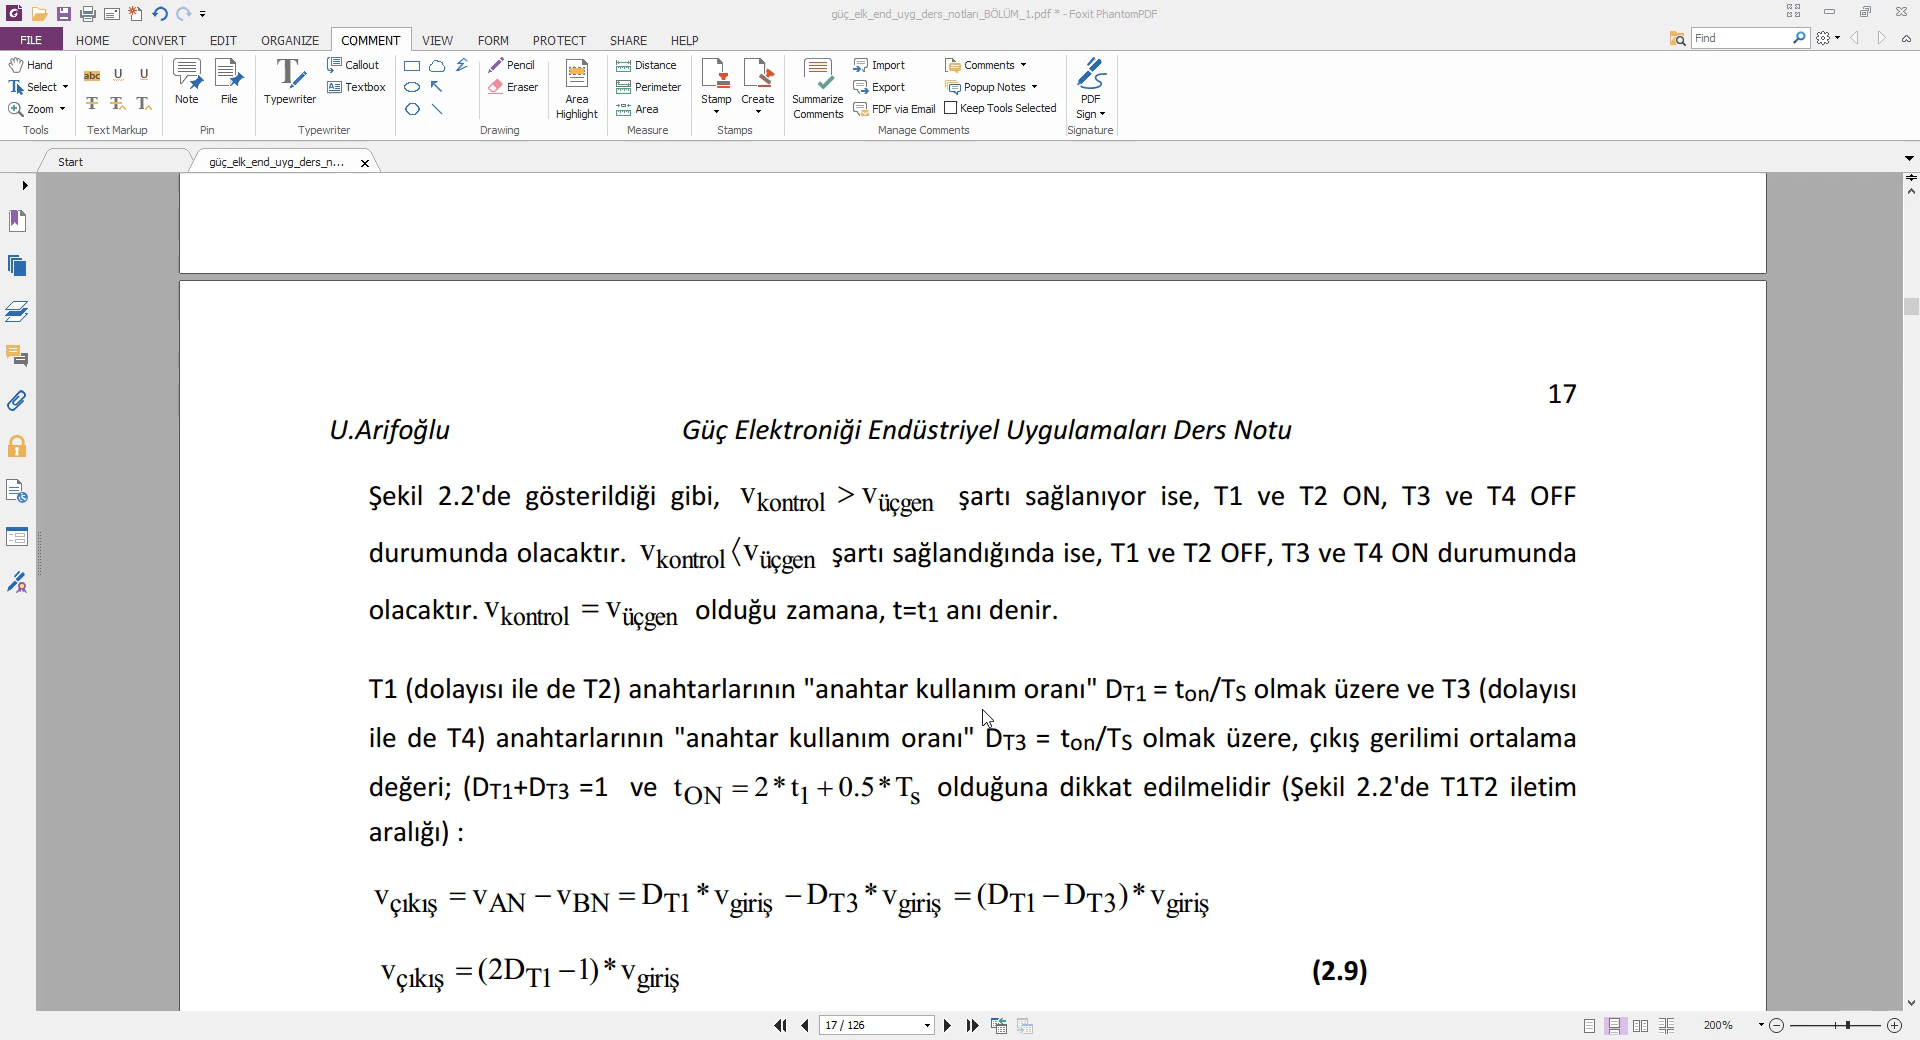 güç_elk_end_uyg_ders_notları_BÖLÜM_1.pdf * - Foxit PhantomPDF
FILE HOME CONVERT EDIT ORGANIZE COMMENT VIEW FORM PROTECT SHARE HELP Find
Hand
Select
Zoom
Tools
abc U U
T T T
Text Markup
Note File
Pin
Typewriter
Callout
Textbox
Typewriter
Pencil
Eraser
Drawing
Area
Highlight
Distance
Perimeter
Area
Measure
Stamp Create
Stamps
Summarize
Comments
Import
Export
FDF via Email
Comments
Popup Notes
Keep Tools Selected
Manage Comments
PDF
Sign
Signature
Start güç_elk_end_uyg_ders_n...
17
U.Arifoğlu Güç Elektroniği Endüstriyel Uygulamaları Ders Notu
Şekil 2.2'de gösterildiği gibi, vkontrol > vüçgen şartı sağlanıyor ise, T1 ve T2 ON, T3 ve T4 OFF
durumunda olacaktır. vkontrol ⟨vüçgen şartı sağlandığında ise, T1 ve T2 OFF, T3 ve T4 ON durumunda
olacaktır. vkontrol = vüçgen olduğu zamana, t=t1 anı denir.
T1 (dolayısı ile de T2) anahtarlarının "anahtar kullanım oranı" DT1 = ton/TS olmak üzere ve T3 (dolayısı
ile de T4) anahtarlarının "anahtar kullanım oranı" DT3 = ton/TS olmak üzere, çıkış gerilimi ortalama
değeri; (DT1+DT3 =1 ve tON = 2 * t1 + 0.5 * Ts olduğuna dikkat edilmelidir (Şekil 2.2'de T1T2 iletim
aralığı) :
vçıkış = vAN − vBN = DT1 * vgiriş − DT3 * vgiriş = (DT1 − DT3) * vgiriş
vçıkış = (2DT1 − 1) * vgiriş (2.9)
17 / 126 200%